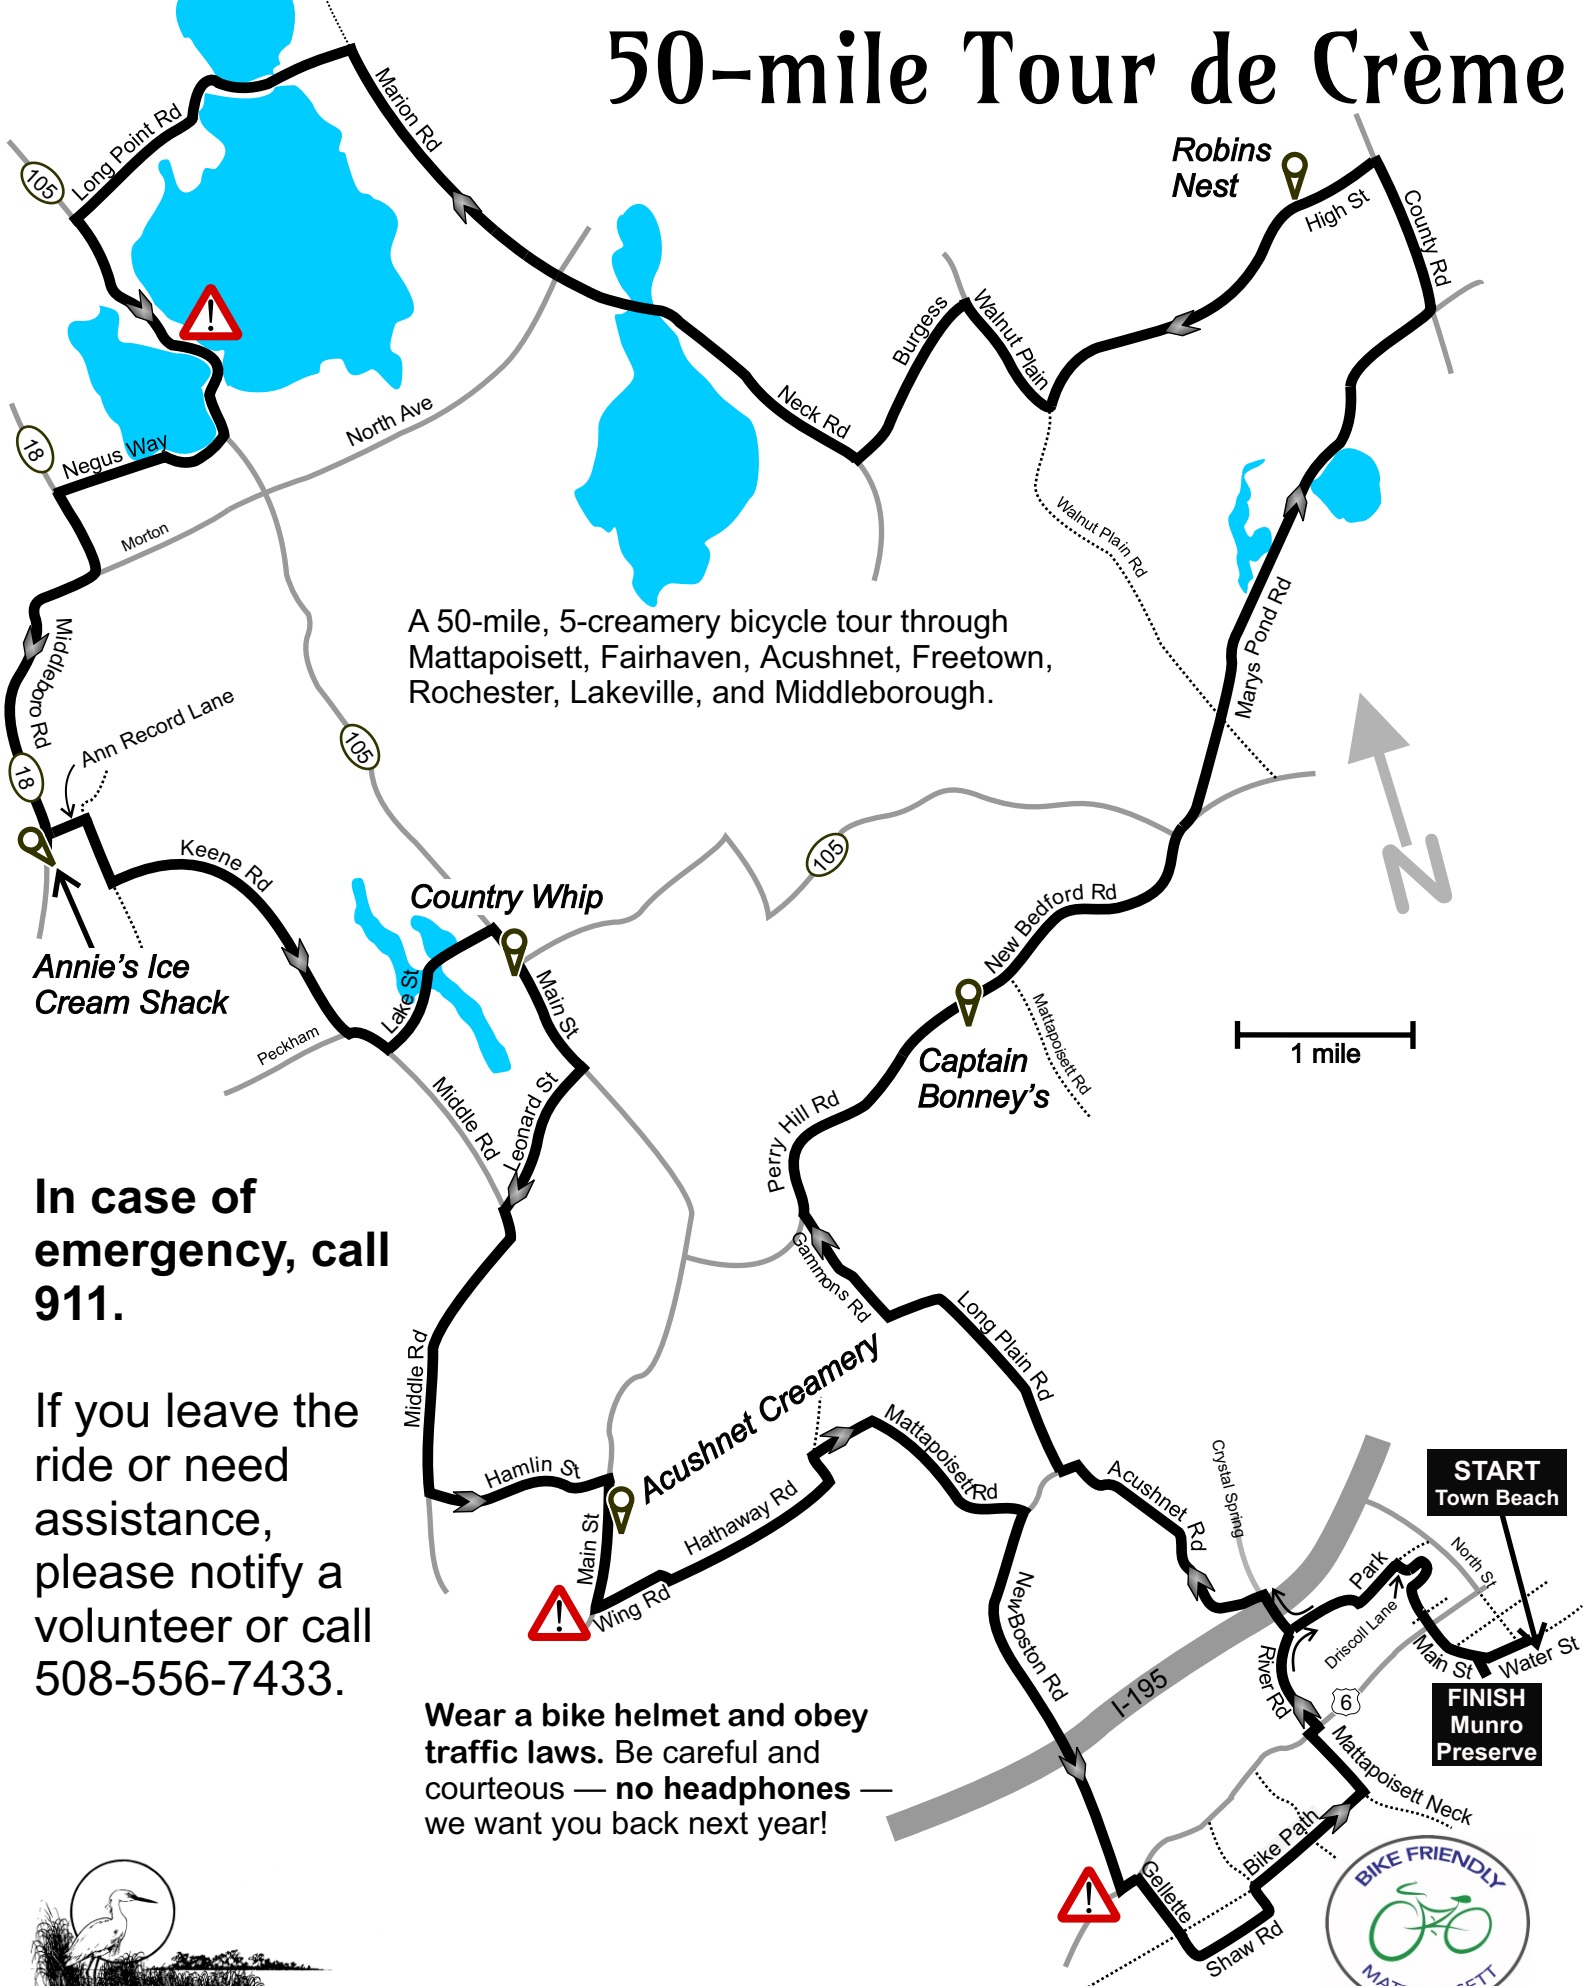 50-mile Tour de Crème
Robins
Nest
High St
County Rd
Marion Rd
Long Point Rd
105
!
Burgess
Walnut Plain
Neck Rd
North Ave
18
Negus Way
Morton
Walnut Plain Rd
Marys Pond Rd
A 50-mile, 5-creamery bicycle tour through
Mattapoisett, Fairhaven, Acushnet, Freetown,
Rochester, Lakeville, and Middleborough.
Middleboro Rd
Ann Record Lane
18
105
105
Keene Rd
Country Whip
New Bedford Rd
N
Annie's Ice
Cream Shack
Lake St
Main St
Peckham
Mattapoisett Rd
1 mile
Captain
Bonney's
Middle Rd
Leonard St
Perry Hill Rd
In case of
emergency, call
911.
Gammons Rd
Long Plain Rd
Middle Rd
If you leave the
ride or need
assistance,
please notify a
volunteer or call
508-556-7433.
Acushnet Creamery
Mattapoisett Rd
Hamlin St
Hathaway Rd
Main St
Wing Rd
!
Acushnet Rd
Crystal Spring
START
Town Beach
North St
Park
Driscoll Lane
Main St
Water St
New Boston Rd
River Rd
I-195
6
FINISH
Munro
Preserve
Mattapoisett Neck
Wear a bike helmet and obey
traffic laws. Be careful and
courteous — no headphones —
we want you back next year!
Bike Path
Gellette
!
Shaw Rd
BIKE FRIENDLY